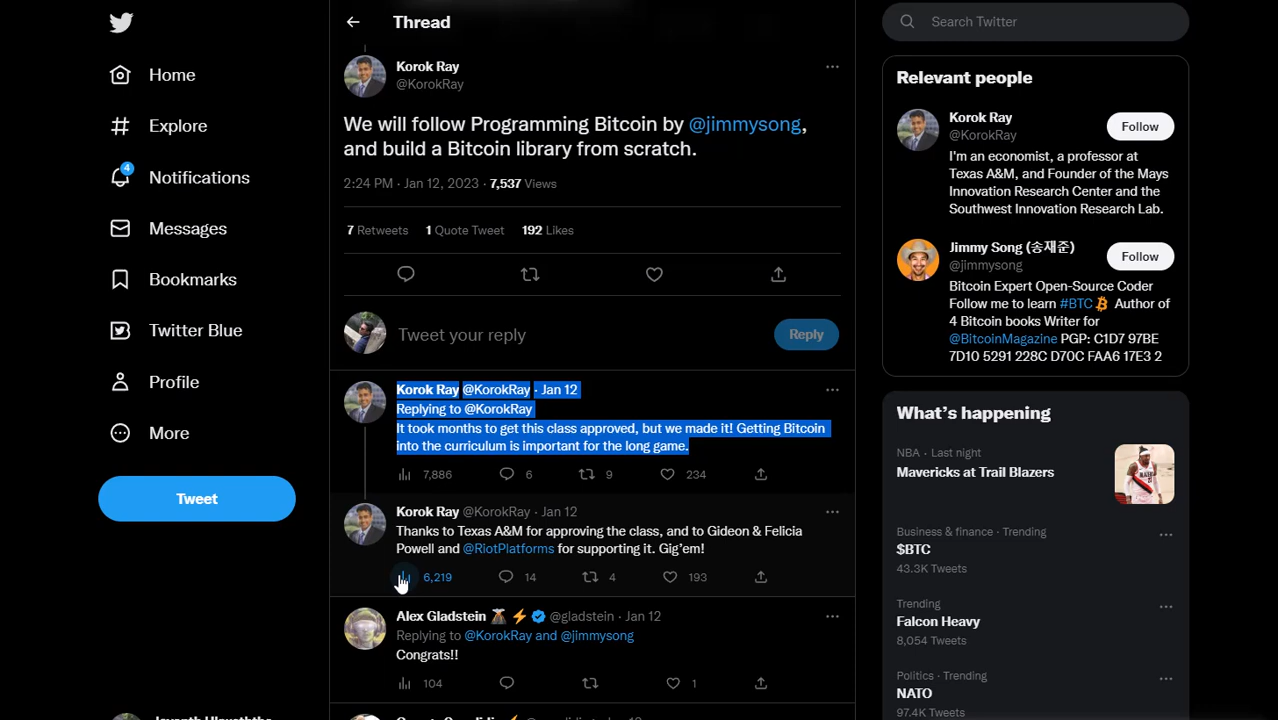 Home
Explore
4
Notifications
Messages
Bookmarks
Twitter Blue
Profile
More
Tweet
Thread
Korok Ray
@KorokRay
We will follow Programming Bitcoin by @jimmysong,
and build a Bitcoin library from scratch.
2:24 PM · Jan 12, 2023 · 7,537 Views
7 Retweets 1 Quote Tweet 192 Likes
Tweet your reply
Reply
Korok Ray @KorokRay · Jan 12
Replying to @KorokRay
It took months to get this class approved, but we made it! Getting Bitcoin
into the curriculum is important for the long game.
7,886 6 9 234
Korok Ray @KorokRay · Jan 12
Thanks to Texas A&M for approving the class, and to Gideon & Felicia
Powell and @RiotPlatforms for supporting it. Gig'em!
6,219 14 4 193
Alex Gladstein 🌋 ⚡ @gladstein · Jan 12
Replying to @KorokRay and @jimmysong
Congrats!!
104 1
Search Twitter
Relevant people
Korok Ray
@KorokRay
Follow
I'm an economist, a professor at
Texas A&M, and Founder of the Mays
Innovation Research Center and the
Southwest Innovation Research Lab.
Jimmy Song (송재준)
@jimmysong
Follow
Bitcoin Expert Open-Source Coder
Follow me to learn #BTC Author of
4 Bitcoin books Writer for
@BitcoinMagazine PGP: C1D7 97BE
7D10 5291 228C D70C FAA6 17E3 2
What's happening
NBA · Last night
Mavericks at Trail Blazers
Business & finance · Trending
$BTC
43.3K Tweets
Trending
Falcon Heavy
8,054 Tweets
Politics · Trending
NATO
97.4K Tweets